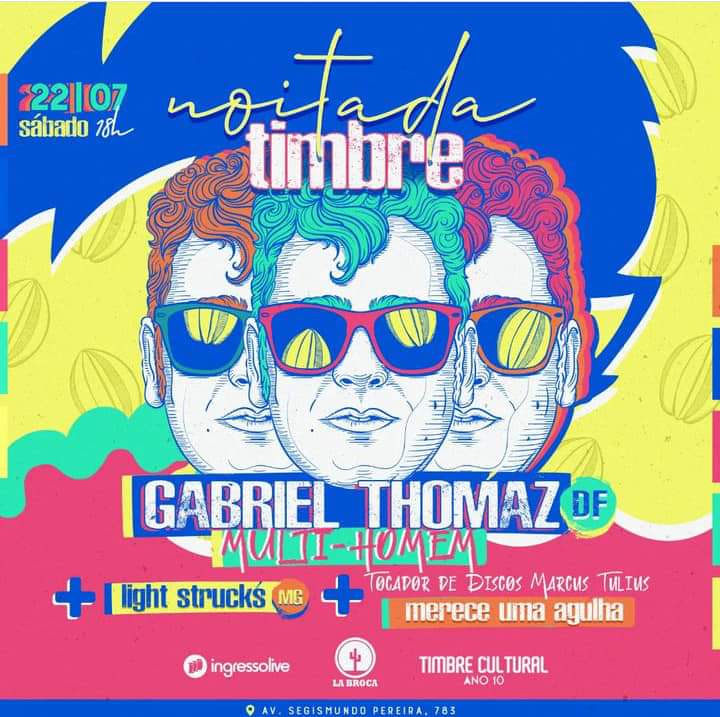 22||07
sábado 18h
noitada
timbre
GABRIEL THOMAZ DF
MULTI-HOMEM
+ light strucks MG + TOCADOR DE DISCOS MARCUS TULIUS
merece uma agulha
ingressolive
LA BROCA
TIMBRE CULTURAL
ANO 10
AV. SEGISMUNDO PEREIRA, 783